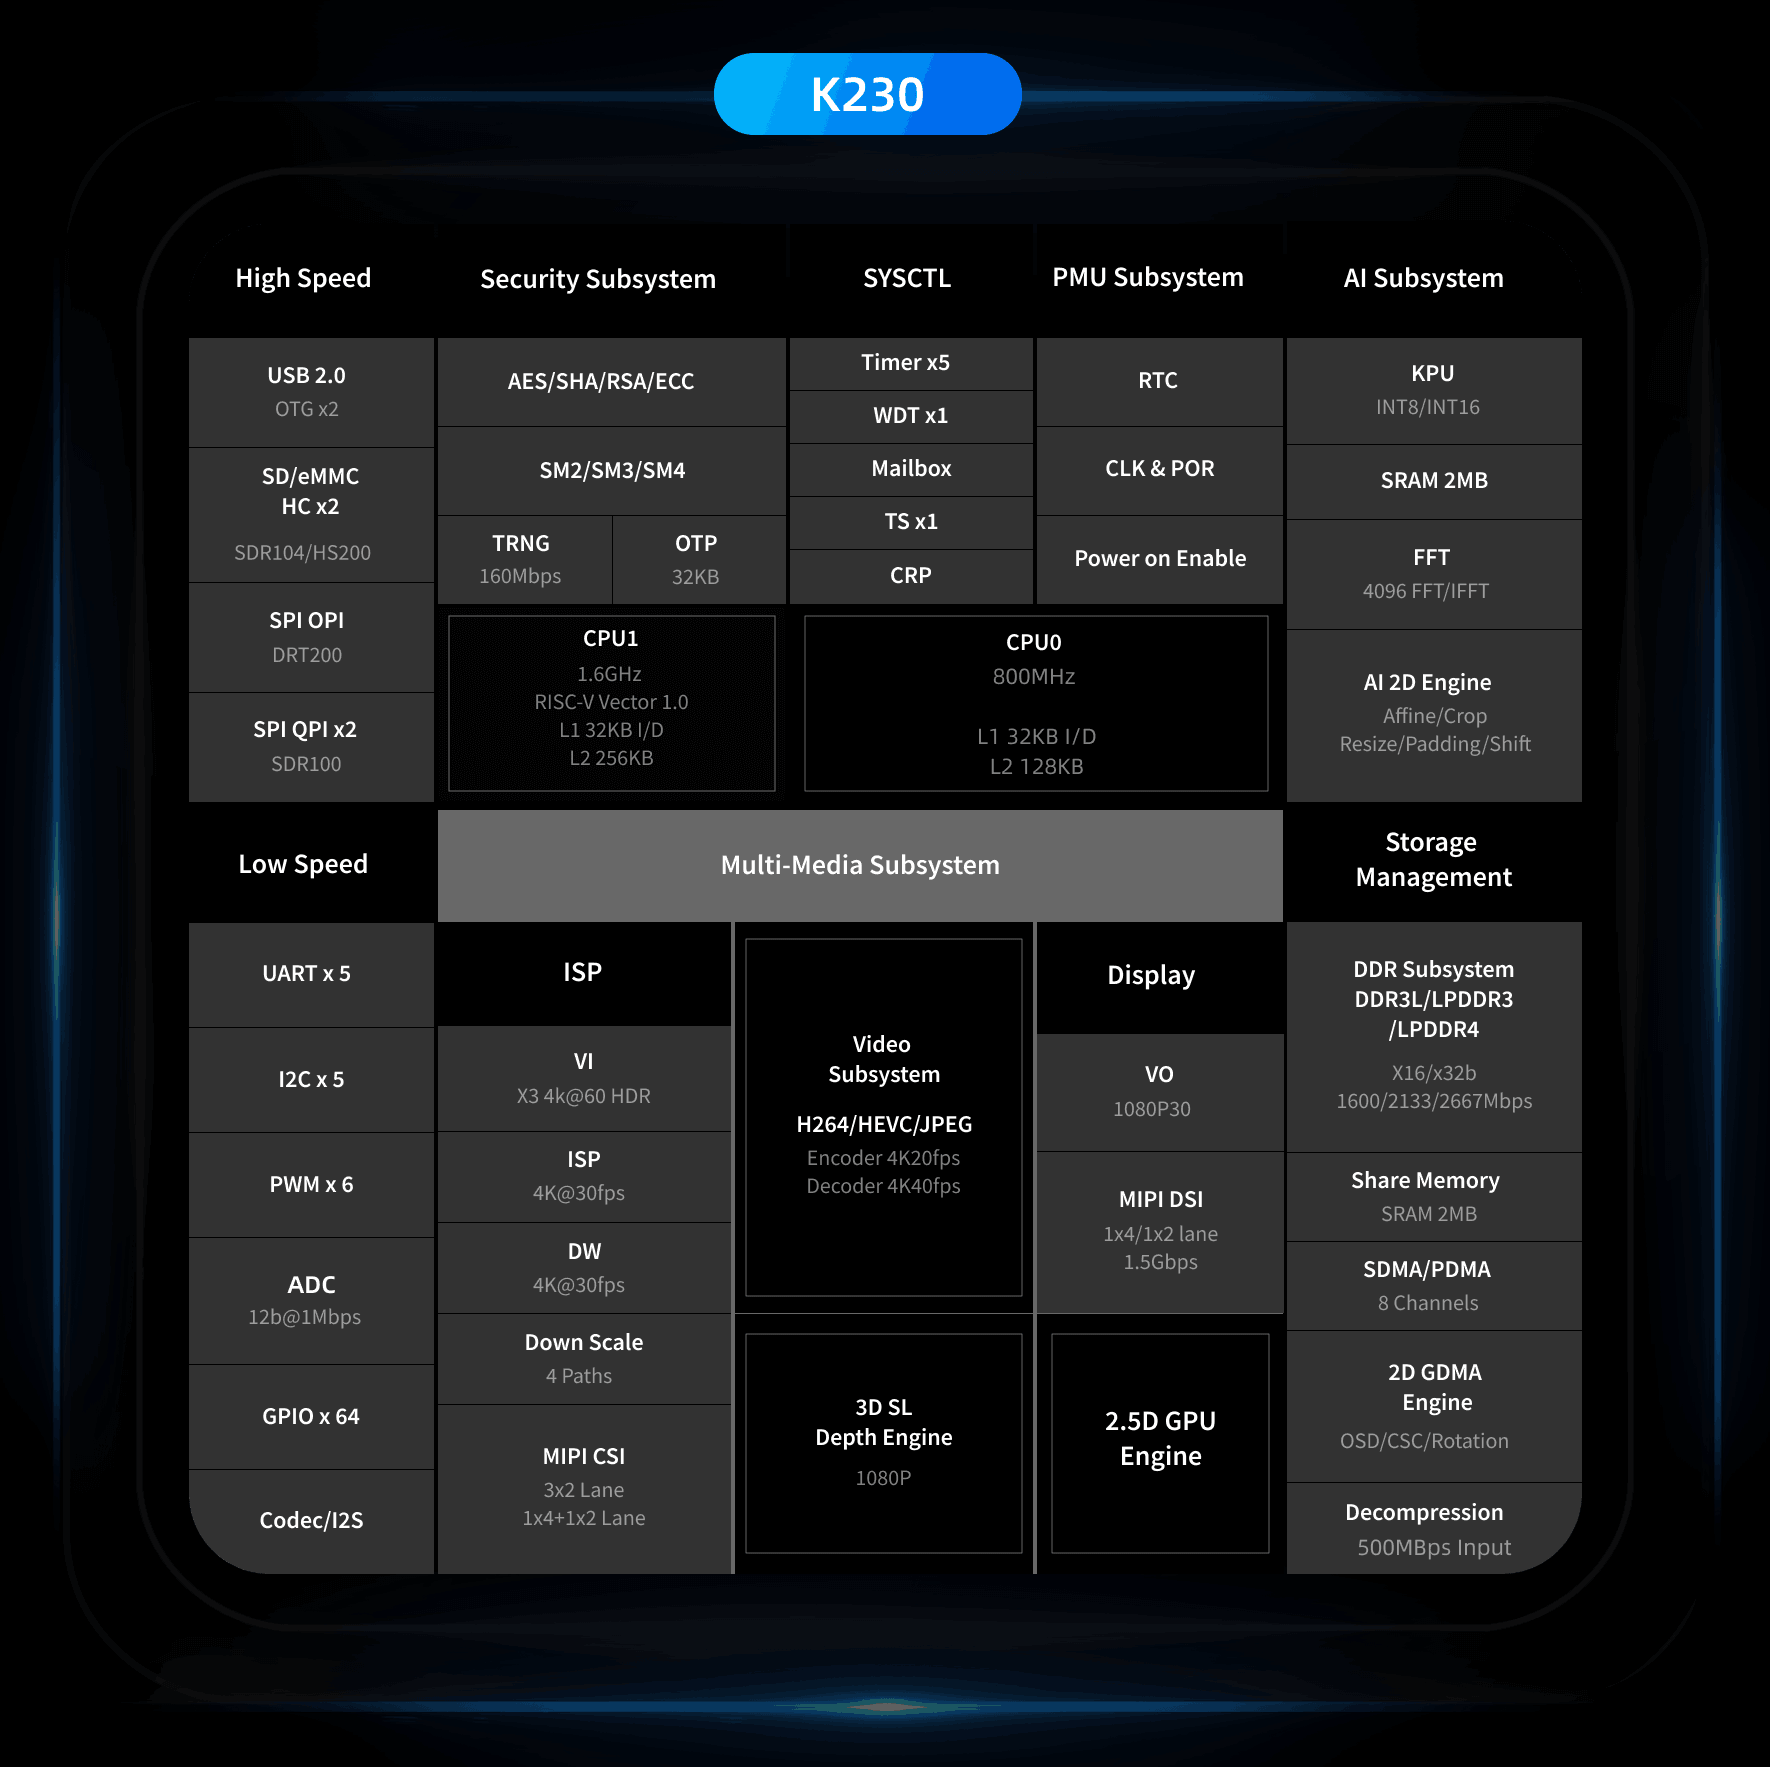 K230
High Speed
USB 2.0
OTG x2
SD/eMMC
HC x2
SDR104/HS200
SPI OPI
DRT200
SPI QPI x2
SDR100
Security Subsystem
AES/SHA/RSA/ECC
SM2/SM3/SM4
TRNG
160Mbps
OTP
32KB
SYSCTL
Timer x5
WDT x1
Mailbox
TS x1
CRP
PMU Subsystem
RTC
CLK & POR
Power on Enable
CPU1
1.6GHz
RISC-V Vector 1.0
L1 32KB I/D
L2 256KB
CPU0
800MHz
L1 32KB I/D
L2 128KB
AI Subsystem
KPU
INT8/INT16
SRAM 2MB
FFT
4096 FFT/IFFT
AI 2D Engine
Affine/Crop
Resize/Padding/Shift
Low Speed
UART x 5
I2C x 5
PWM x 6
ADC
12b@1Mbps
GPIO x 64
Codec/I2S
Multi-Media Subsystem
ISP
VI
X3 4k@60 HDR
ISP
4K@30fps
DW
4K@30fps
Down Scale
4 Paths
MIPI CSI
3x2 Lane
1x4+1x2 Lane
Video
Subsystem
H264/HEVC/JPEG
Encoder 4K20fps
Decoder 4K40fps
3D SL
Depth Engine
1080P
Display
VO
1080P30
MIPI DSI
1x4/1x2 lane
1.5Gbps
2.5D GPU
Engine
Storage
Management
DDR Subsystem
DDR3L/LPDDR3
/LPDDR4
X16/x32b
1600/2133/2667Mbps
Share Memory
SRAM 2MB
SDMA/PDMA
8 Channels
2D GDMA
Engine
OSD/CSC/Rotation
Decompression
500MBps Input